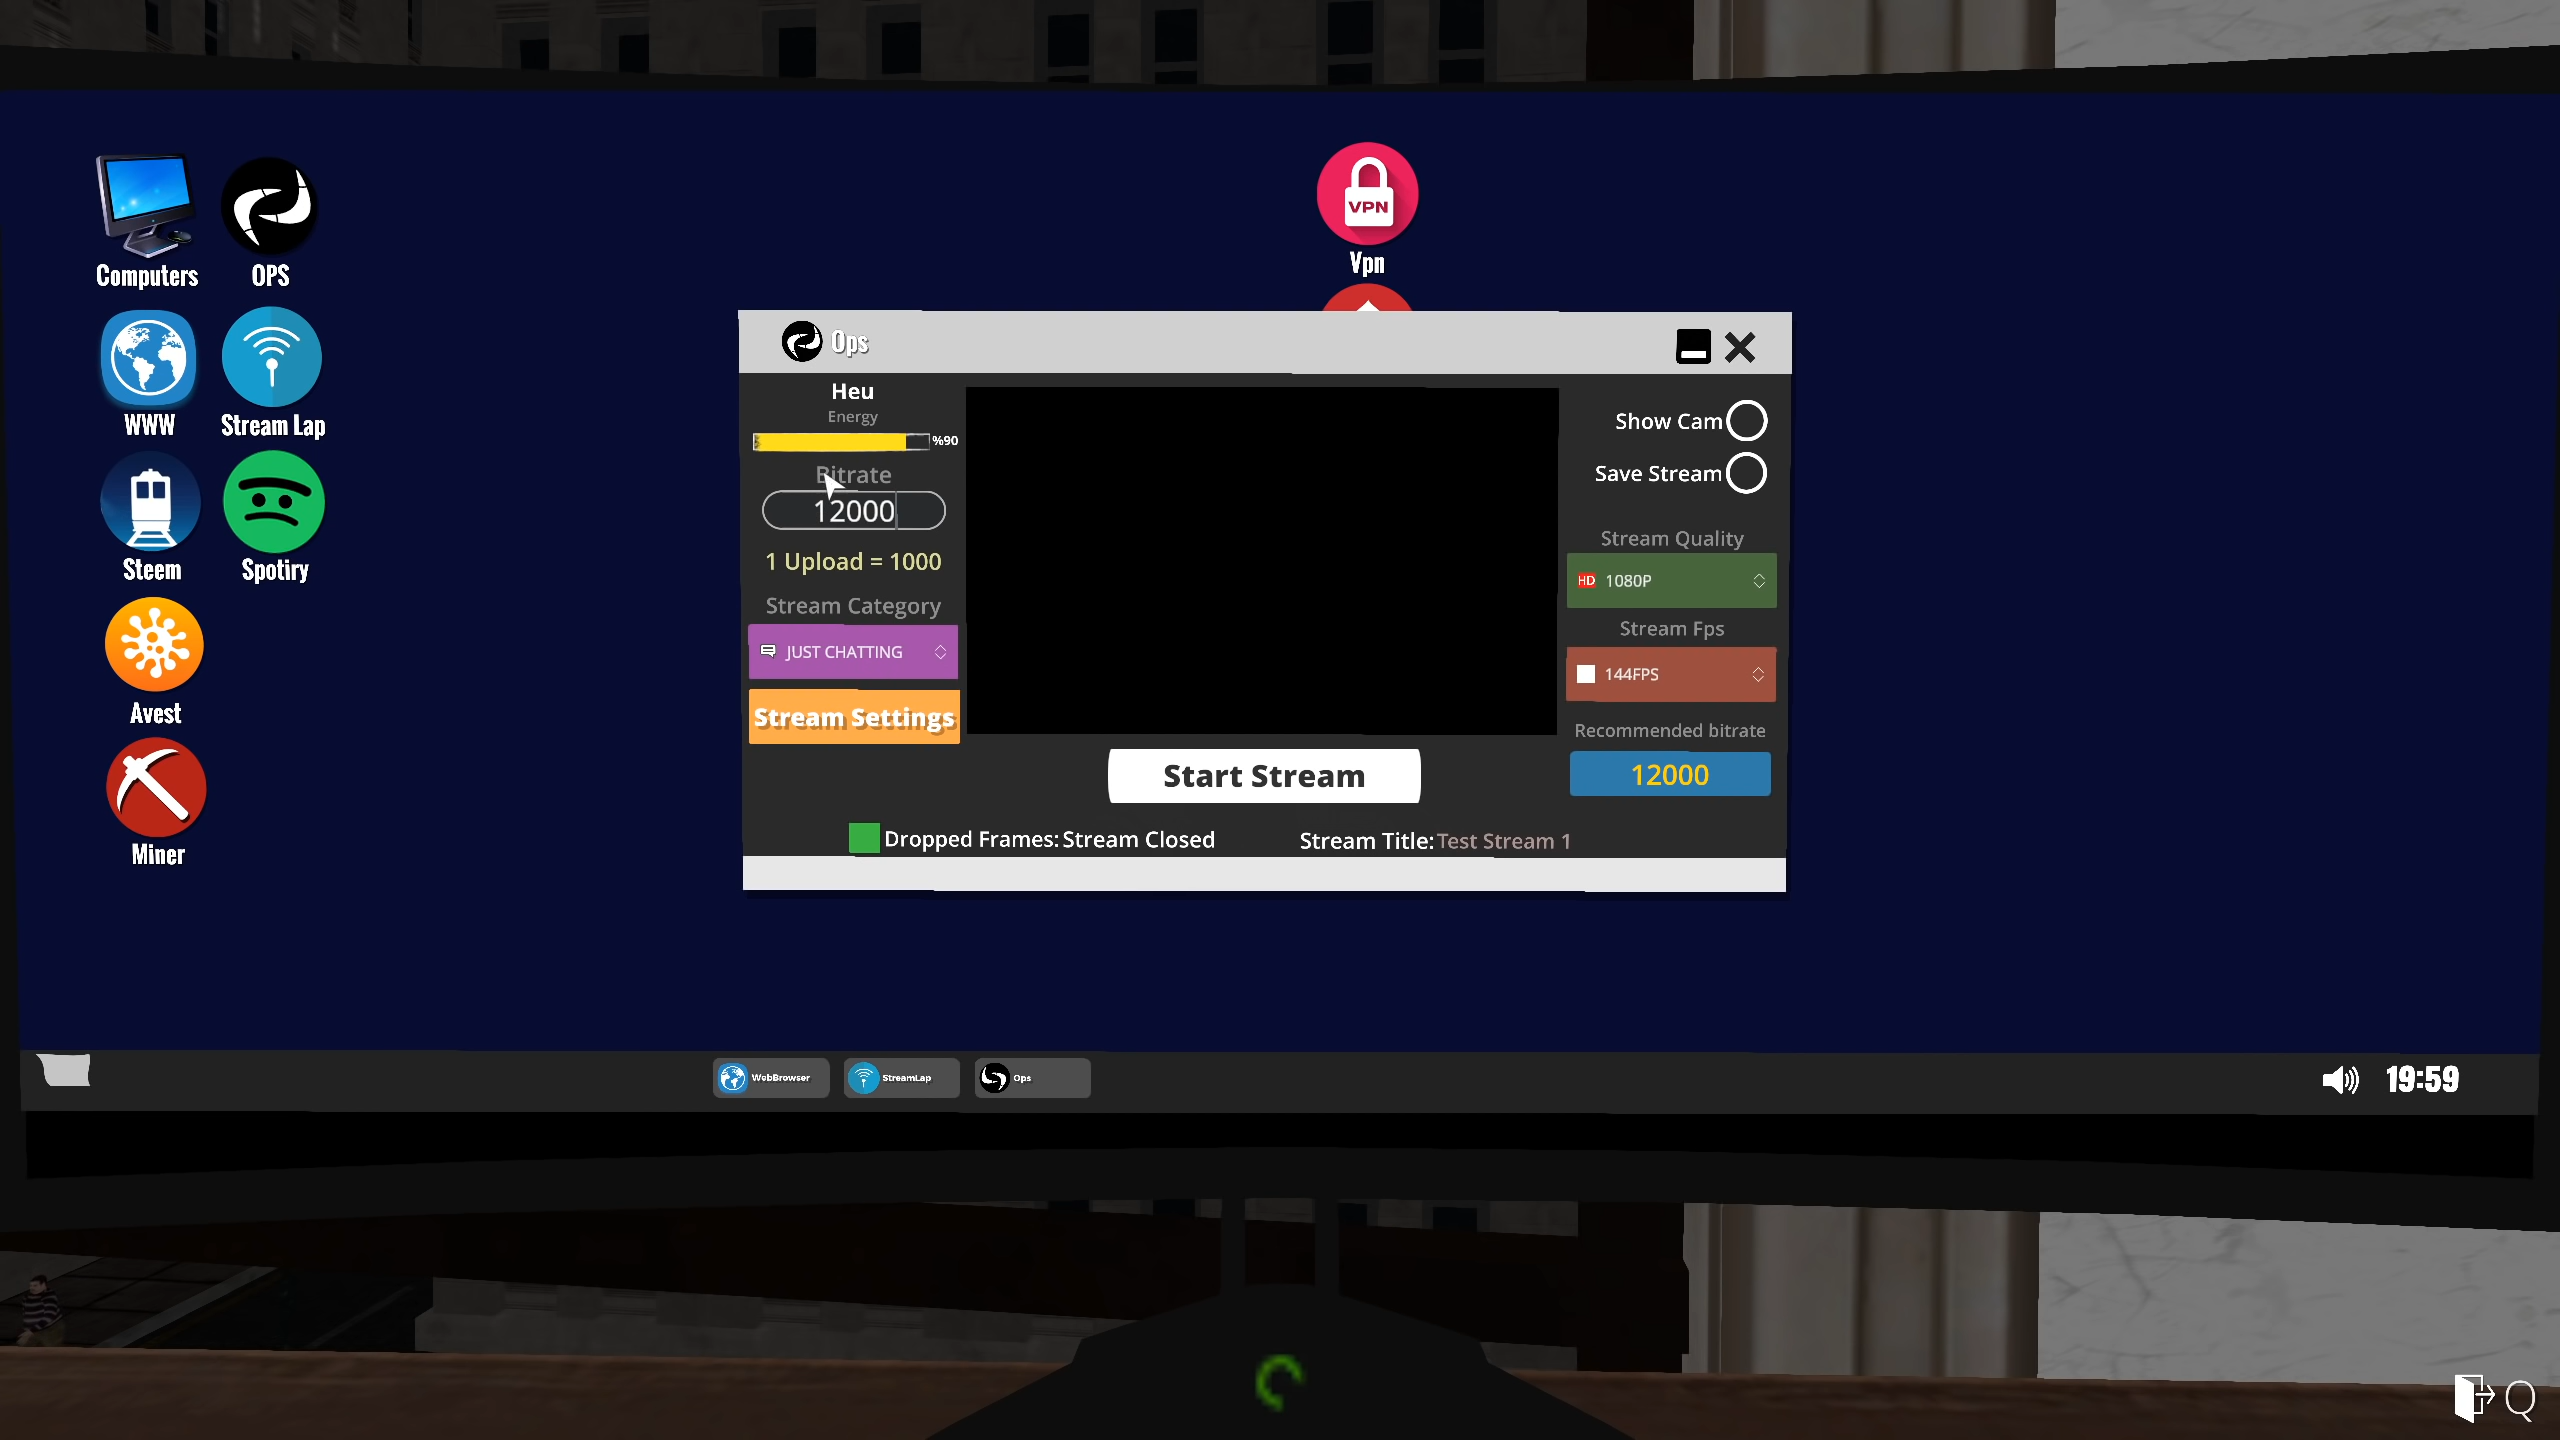 VPN
Computers
OPS
Vpn
Ops
WWW
Stream Lap
Heu
Energy
%90
Bitrate
12000
1 Upload = 1000
Stream Category
JUST CHATTING
Stream Settings
Show Cam
Save Stream
Stream Quality
HD 1080P
Stream Fps
144FPS
Recommended bitrate
12000
Start Stream
Dropped Frames: Stream Closed
Stream Title: Test Stream 1
Steem
Spotiry
Avest
Miner
WebBrowser
StreamLap
Ops
19:59
Q